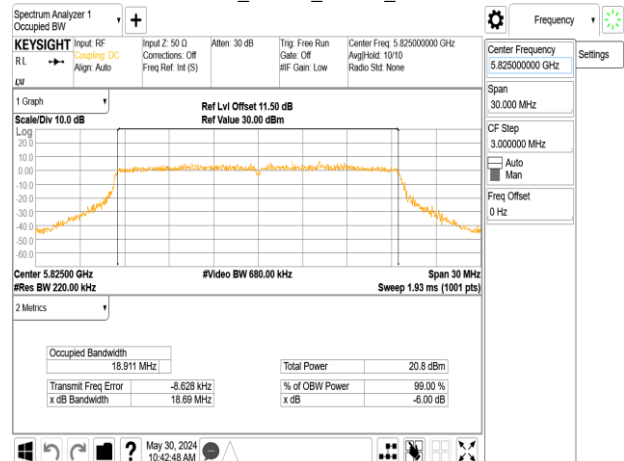 Spectrum Analyzer 1
Occupied BW
Frequency
KEYSIGHT
RL
Input: RF
Coupling: DC
Align: Auto
Input Z: 50 Ω
Corrections: Off
Freq Ref: Int (S)
Atten: 30 dB
Trig: Free Run
Gate: Off
#IF Gain: Low
Center Freq: 5.825000000 GHz
Avg|Hold: 10/10
Radio Std: None
LXI
Center Frequency
5.825000000 GHz
Settings
Span
30.000 MHz
CF Step
3.000000 MHz
Auto
Man
Freq Offset
0 Hz
1 Graph
Scale/Div 10.0 dB
Ref Lvl Offset 11.50 dB
Ref Value 30.00 dBm
Log
20.0
10.0
0.00
-10.0
-20.0
-30.0
-40.0
-50.0
-60.0
Center 5.82500 GHz
#Res BW 220.00 kHz
#Video BW 680.00 kHz
Span 30 MHz
Sweep 1.93 ms (1001 pts)
2 Metrics
Occupied Bandwidth
18.911 MHz
Transmit Freq Error -8.628 kHz
x dB Bandwidth 18.69 MHz
Total Power 20.8 dBm
% of OBW Power 99.00 %
x dB -6.00 dB
May 30, 2024
10:42:48 AM